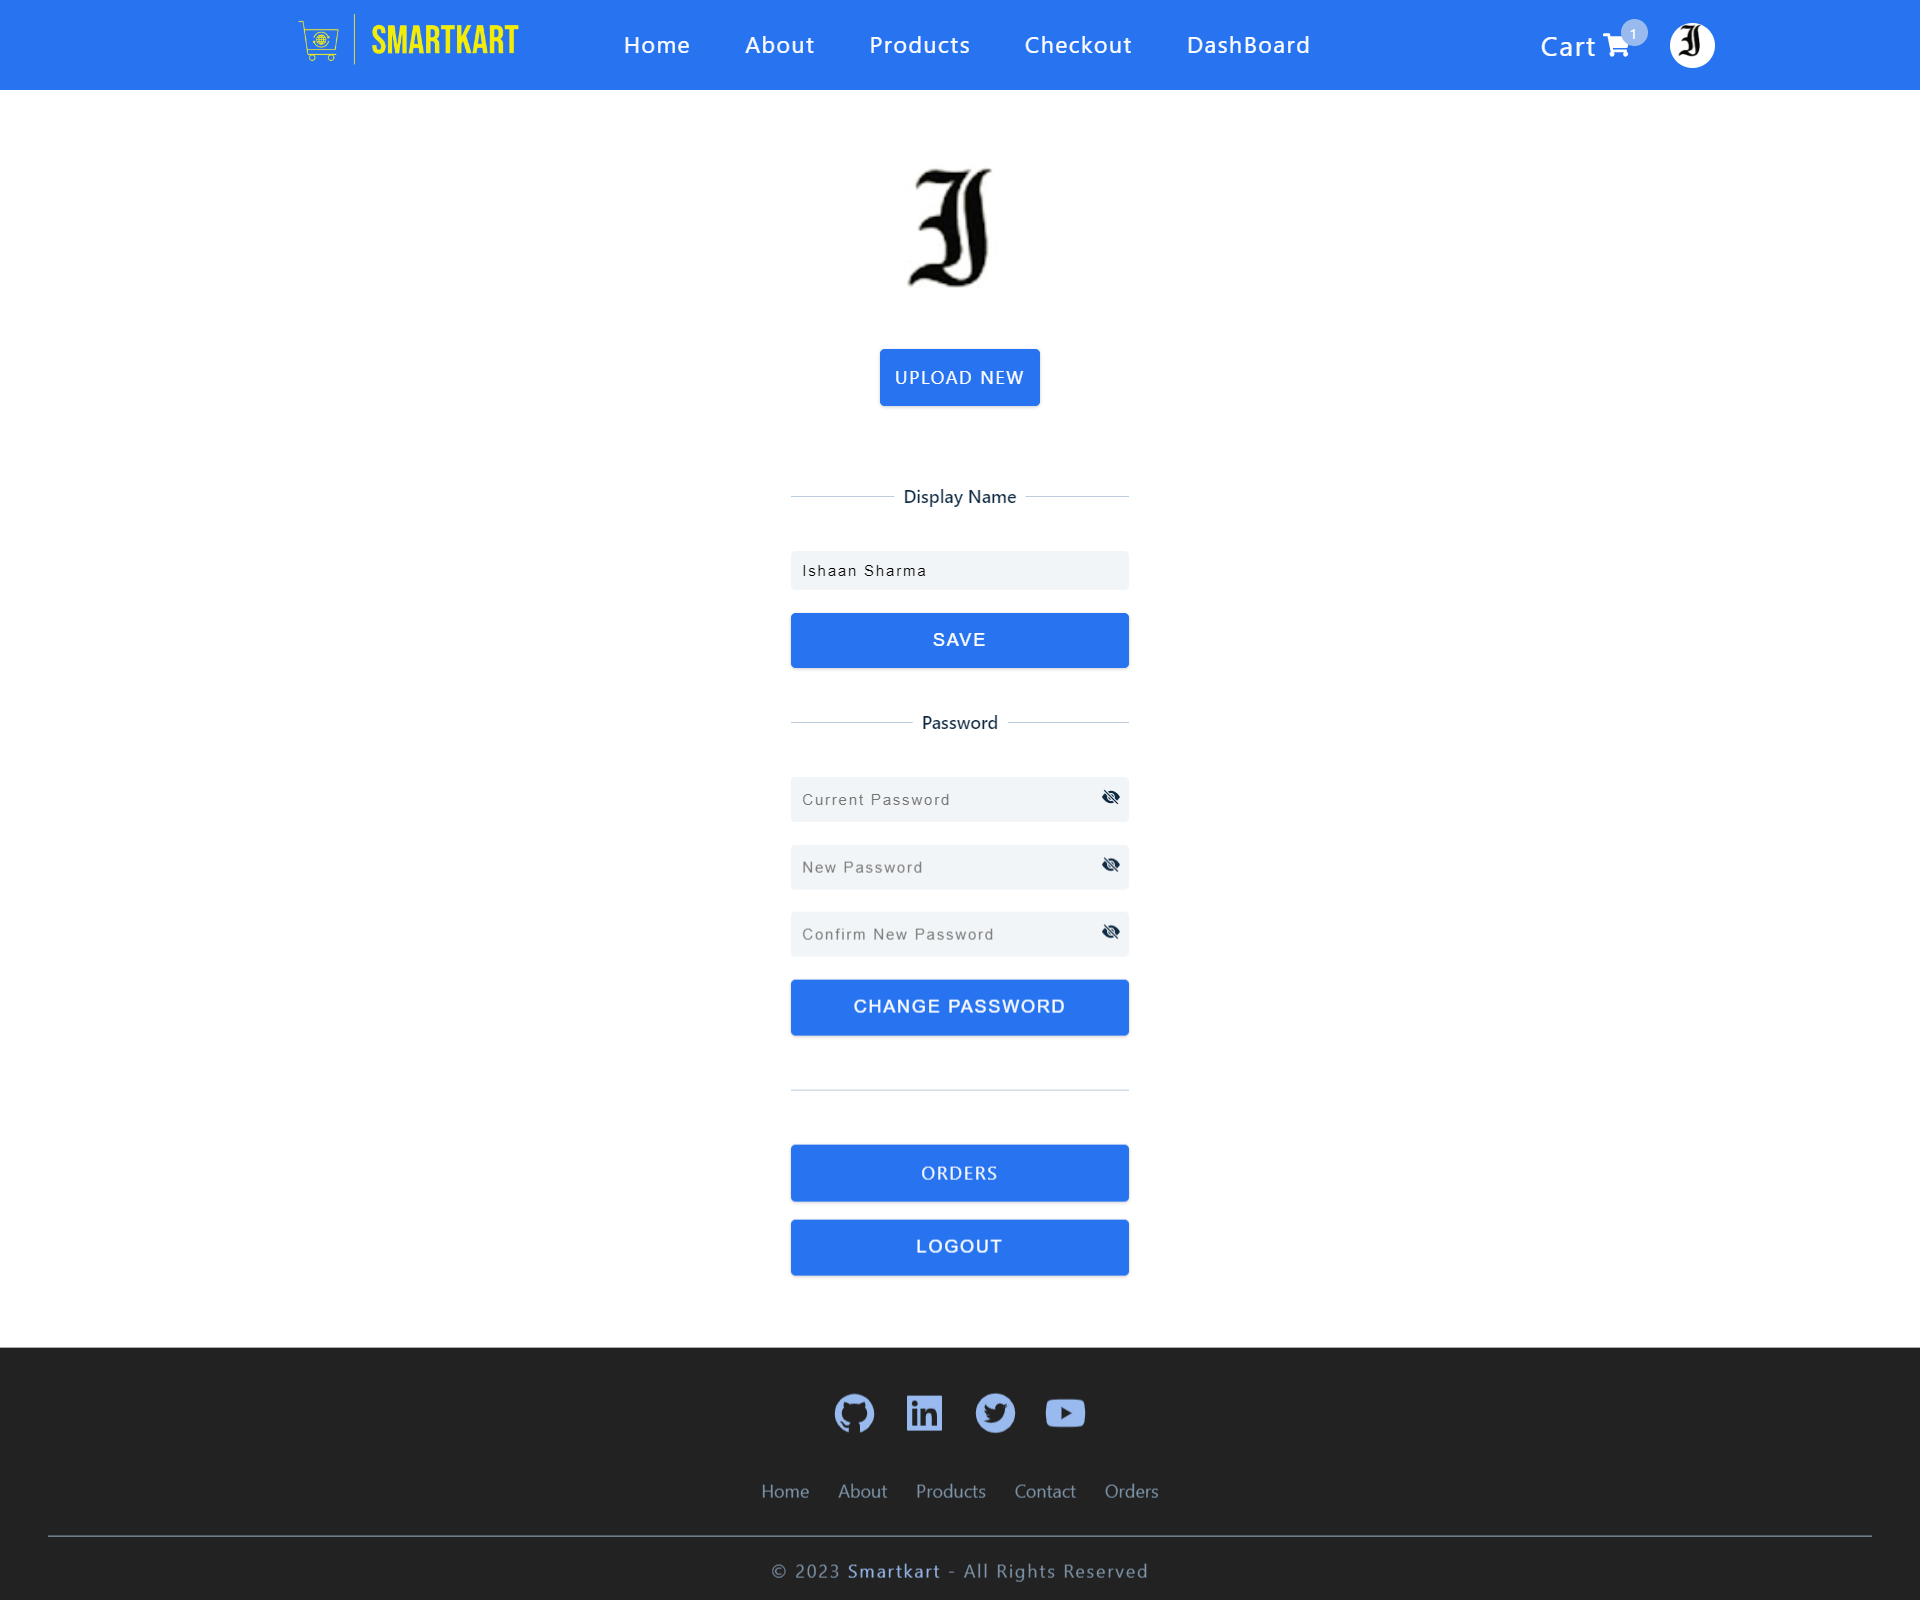 SMARTKART Home About Products Checkout DashBoard Cart 1
UPLOAD NEW
Display Name
Ishaan Sharma
SAVE
Password
Current Password
New Password
Confirm New Password
CHANGE PASSWORD
ORDERS
LOGOUT
Home About Products Contact Orders
© 2023 Smartkart - All Rights Reserved